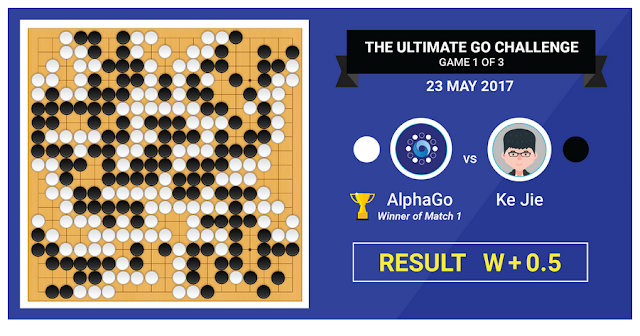 THE ULTIMATE GO CHALLENGE
GAME 1 OF 3
23 MAY 2017
vs
AlphaGo
Ke Jie
Winner of Match 1
RESULT W + 0.5